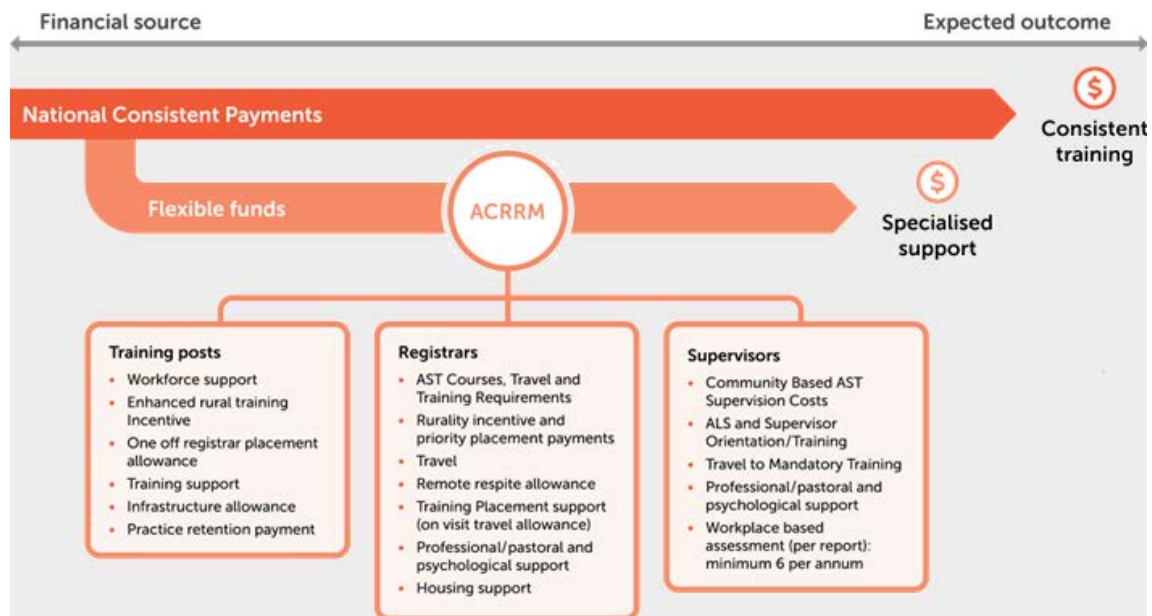 Financial source
Expected outcome
National Consistent Payments
Consistent
training
Flexible funds
ACRRM
Specialised
support
Training posts
• Workforce support
• Enhanced rural training
Incentive
• One off registrar placement
allowance
• Training support
• Infrastructure allowance
• Practice retention payment
Registrars
• AST Courses, Travel and
Training Requirements
• Rurality incentive and
priority placement payments
• Travel
• Remote respite allowance
• Training Placement support
(on visit travel allowance)
• Professional/pastoral and
psychological support
• Housing support
Supervisors
• Community Based AST
Supervision Costs
• ALS and Supervisor
Orientation/Training
• Travel to Mandatory Training
• Professional/pastoral and
psychological support
• Workplace based
assessment (per report):
minimum 6 per annum